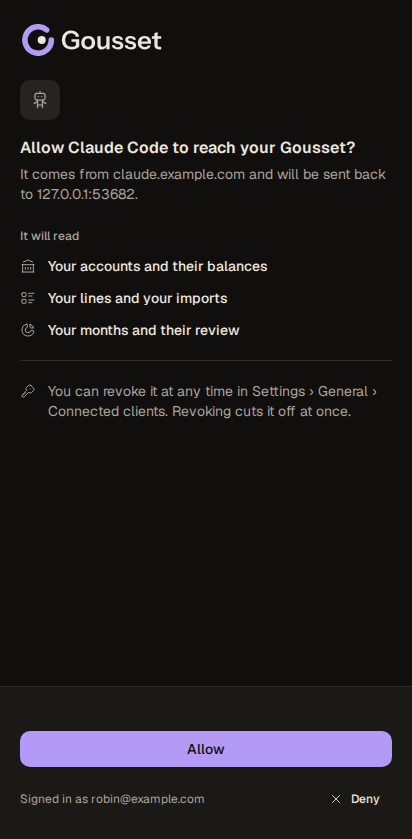 Gousset
Allow Claude Code to reach your Gousset?
It comes from claude.example.com and will be sent back
to 127.0.0.1:53682.
It will read
Your accounts and their balances
Your lines and your imports
Your months and their review
You can revoke it at any time in Settings › General ›
Connected clients. Revoking cuts it off at once.
Allow
Signed in as robin@example.com
Deny